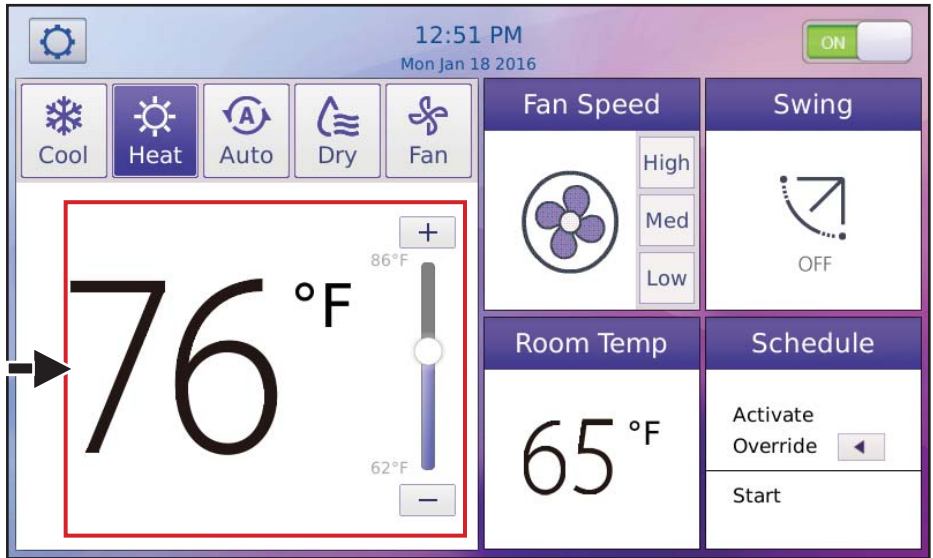 12:51 PM
Mon Jan 18 2016
ON
Cool
Heat
A
Auto
Dry
Fan
76 °F
+
86°F
62°F
−
Fan Speed
High
Med
Low
Swing
OFF
Room Temp
65 °F
Schedule
Activate
Override
Start